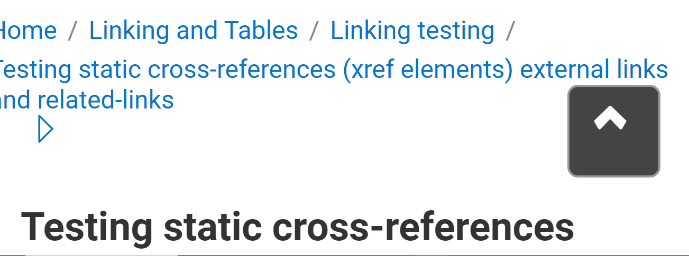 Home / Linking and Tables / Linking testing /
Testing static cross-references (xref elements) external links
and related-links
Testing static cross-references